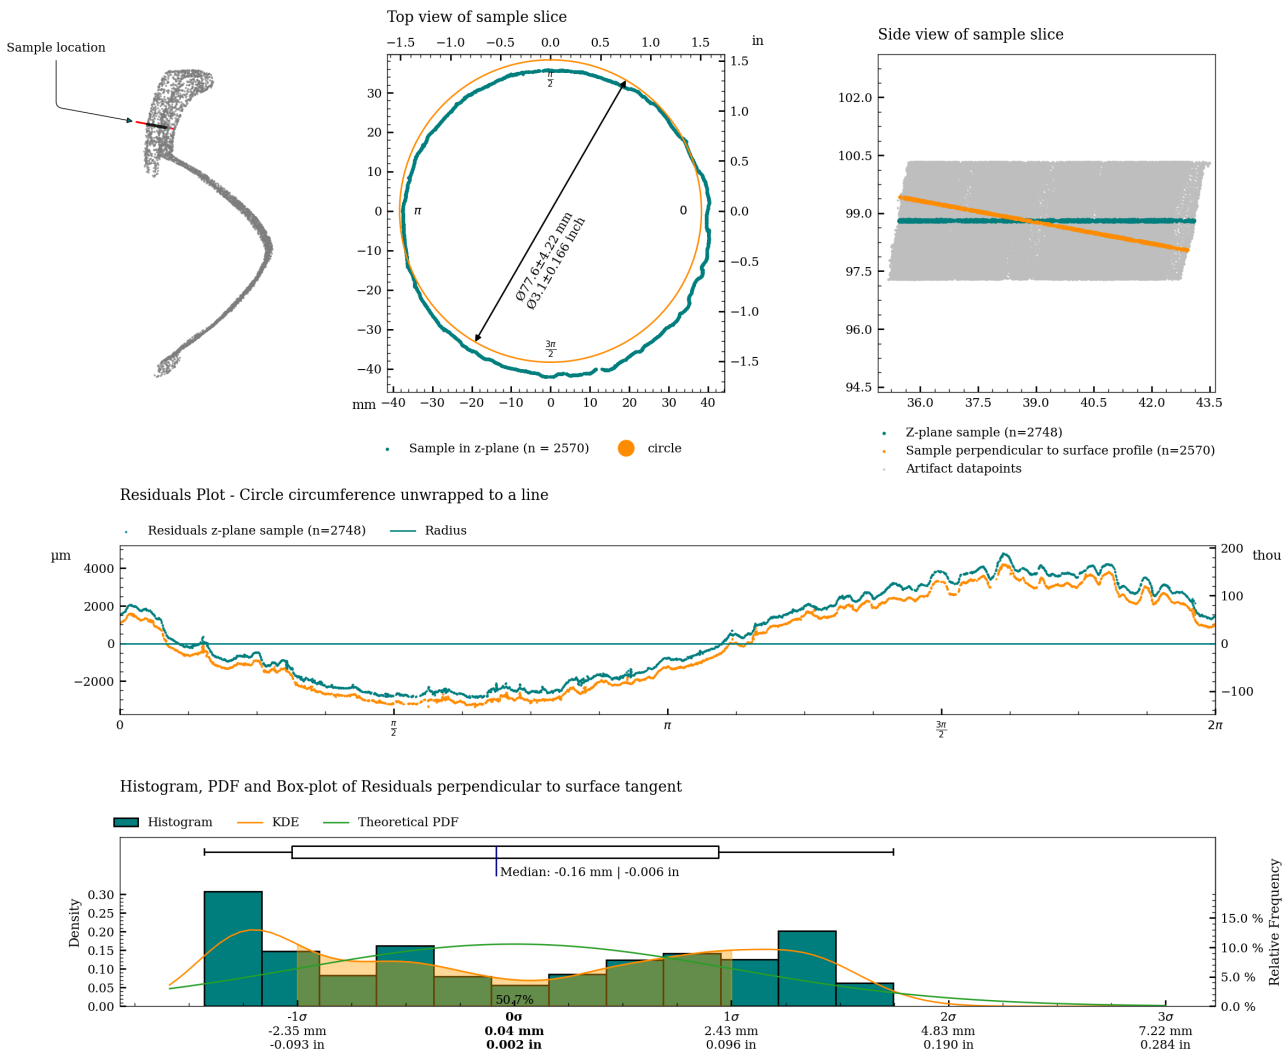 Sample location
Top view of sample slice
−1.5 −1.0 −0.5 0.0 0.5 1.0 1.5 in
30
20
10
0
−10
−20
−30
−40
1.5
1.0
0.5
0.0
−0.5
−1.0
−1.5
π/2
π
0
3π/2
Ø77.6±4.22 mm
Ø3.1±0.166 inch
mm −40 −30 −20 −10 0 10 20 30 40
Sample in z-plane (n = 2570) circle
Side view of sample slice
102.0
100.5
99.0
97.5
96.0
94.5
36.0 37.5 39.0 40.5 42.0 43.5
Z-plane sample (n=2748)
Sample perpendicular to surface profile (n=2570)
Artifact datapoints
Residuals Plot - Circle circumference unwrapped to a line
Residuals z-plane sample (n=2748) Radius
µm
4000
2000
0
−2000
200 thou
100
0
−100
0 π/2 π 3π/2 2π
Histogram, PDF and Box-plot of Residuals perpendicular to surface tangent
Histogram KDE Theoretical PDF
Median: -0.16 mm | -0.006 in
Density
0.30
0.25
0.20
0.15
0.10
0.05
0.00
Relative Frequency
15.0 %
10.0 %
5.0 %
0.0 %
50.7%
-1σ 0σ 1σ 2σ 3σ
-2.35 mm 0.04 mm 2.43 mm 4.83 mm 7.22 mm
-0.093 in 0.002 in 0.096 in 0.190 in 0.284 in